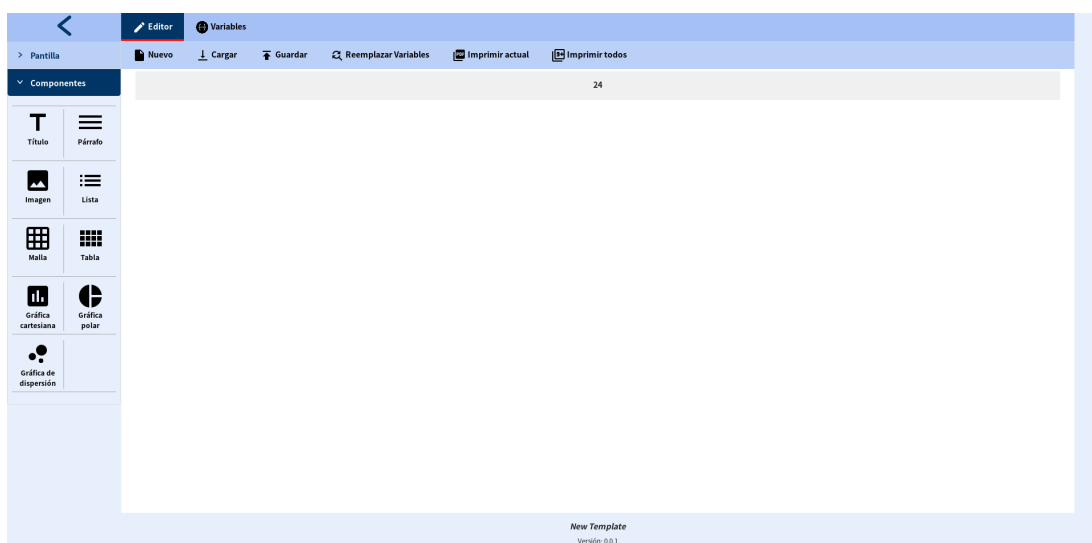 Editor
Variables
Pantilla
Nuevo
Cargar
Guardar
Reemplazar Variables
Imprimir actual
Imprimir todos
Componentes
24
Título
Párrafo
Imagen
Lista
Malla
Tabla
Gráfica
cartesiana
Gráfica
polar
Gráfica de
dispersión
New Template
Versión: 0.0.1